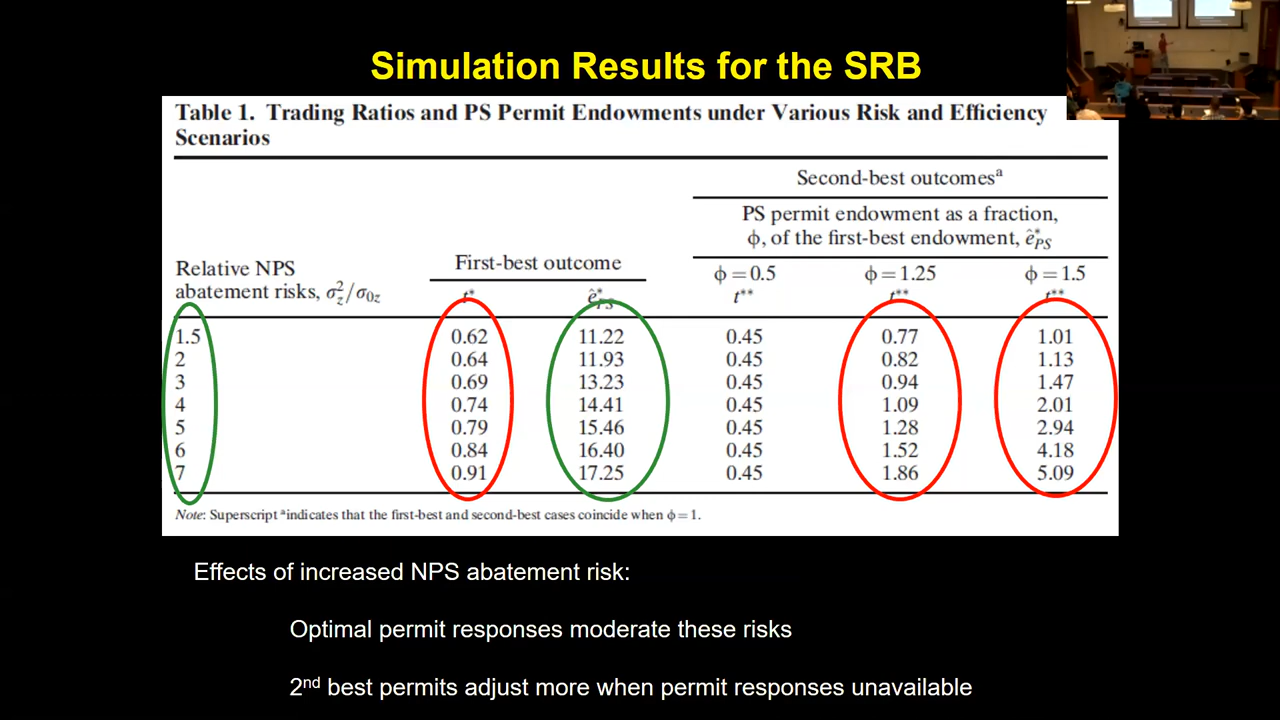 Simulation Results for the SRB
Table 1. Trading Ratios and PS Permit Endowments under Various Risk and Efficiency
Scenarios
Second-best outcomesᵃ
PS permit endowment as a fraction,
ϕ, of the first-best endowment, ê*PS
Relative NPS
abatement risks, σ²z/σ0z
First-best outcome
t* ê*PS
ϕ = 0.5 ϕ = 1.25 ϕ = 1.5
t** t** t**
1.5 0.62 11.22 0.45 0.77 1.01
2 0.64 11.93 0.45 0.82 1.13
3 0.69 13.23 0.45 0.94 1.47
4 0.74 14.41 0.45 1.09 2.01
5 0.79 15.46 0.45 1.28 2.94
6 0.84 16.40 0.45 1.52 4.18
7 0.91 17.25 0.45 1.86 5.09
Note: Superscript ᵃindicates that the first-best and second-best cases coincide when ϕ = 1.
Effects of increased NPS abatement risk:
Optimal permit responses moderate these risks
2nd best permits adjust more when permit responses unavailable